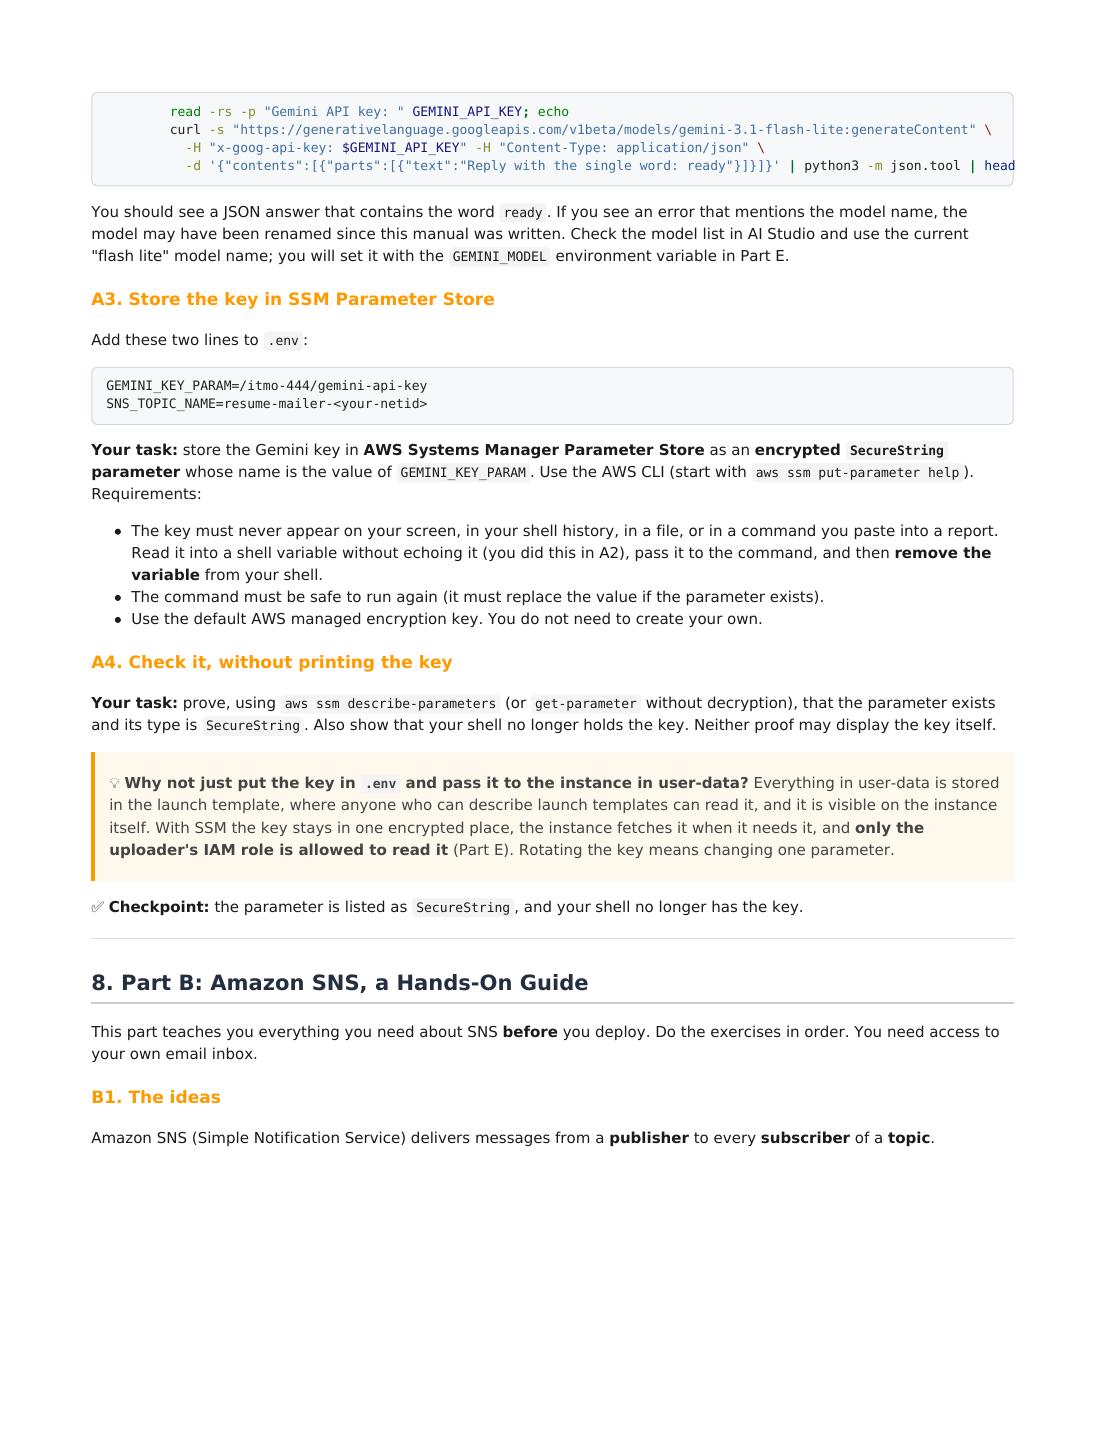 read -rs -p "Gemini API key: " GEMINI_API_KEY; echo
curl -s "https://generativelanguage.googleapis.com/v1beta/models/gemini-3.1-flash-lite:generateContent" \
-H "x-goog-api-key: $GEMINI_API_KEY" -H "Content-Type: application/json" \
-d '{"contents":[{"parts":[{"text":"Reply with the single word: ready"}]}]}' | python3 -m json.tool | head
You should see a JSON answer that contains the word ready. If you see an error that mentions the model name, the
model may have been renamed since this manual was written. Check the model list in AI Studio and use the current
"flash lite" model name; you will set it with the GEMINI_MODEL environment variable in Part E.
A3. Store the key in SSM Parameter Store
Add these two lines to .env:
GEMINI_KEY_PARAM=/itmo-444/gemini-api-key
SNS_TOPIC_NAME=resume-mailer-<your-netid>
Your task: store the Gemini key in AWS Systems Manager Parameter Store as an encrypted SecureString
parameter whose name is the value of GEMINI_KEY_PARAM. Use the AWS CLI (start with aws ssm put-parameter help).
Requirements:
• The key must never appear on your screen, in your shell history, in a file, or in a command you paste into a report.
Read it into a shell variable without echoing it (you did this in A2), pass it to the command, and then remove the
variable from your shell.
• The command must be safe to run again (it must replace the value if the parameter exists).
• Use the default AWS managed encryption key. You do not need to create your own.
A4. Check it, without printing the key
Your task: prove, using aws ssm describe-parameters (or get-parameter without decryption), that the parameter exists
and its type is SecureString. Also show that your shell no longer holds the key. Neither proof may display the key itself.
💡 Why not just put the key in .env and pass it to the instance in user-data? Everything in user-data is stored
in the launch template, where anyone who can describe launch templates can read it, and it is visible on the instance
itself. With SSM the key stays in one encrypted place, the instance fetches it when it needs it, and only the
uploader's IAM role is allowed to read it (Part E). Rotating the key means changing one parameter.
✅ Checkpoint: the parameter is listed as SecureString, and your shell no longer has the key.
8. Part B: Amazon SNS, a Hands-On Guide
This part teaches you everything you need about SNS before you deploy. Do the exercises in order. You need access to
your own email inbox.
B1. The ideas
Amazon SNS (Simple Notification Service) delivers messages from a publisher to every subscriber of a topic.